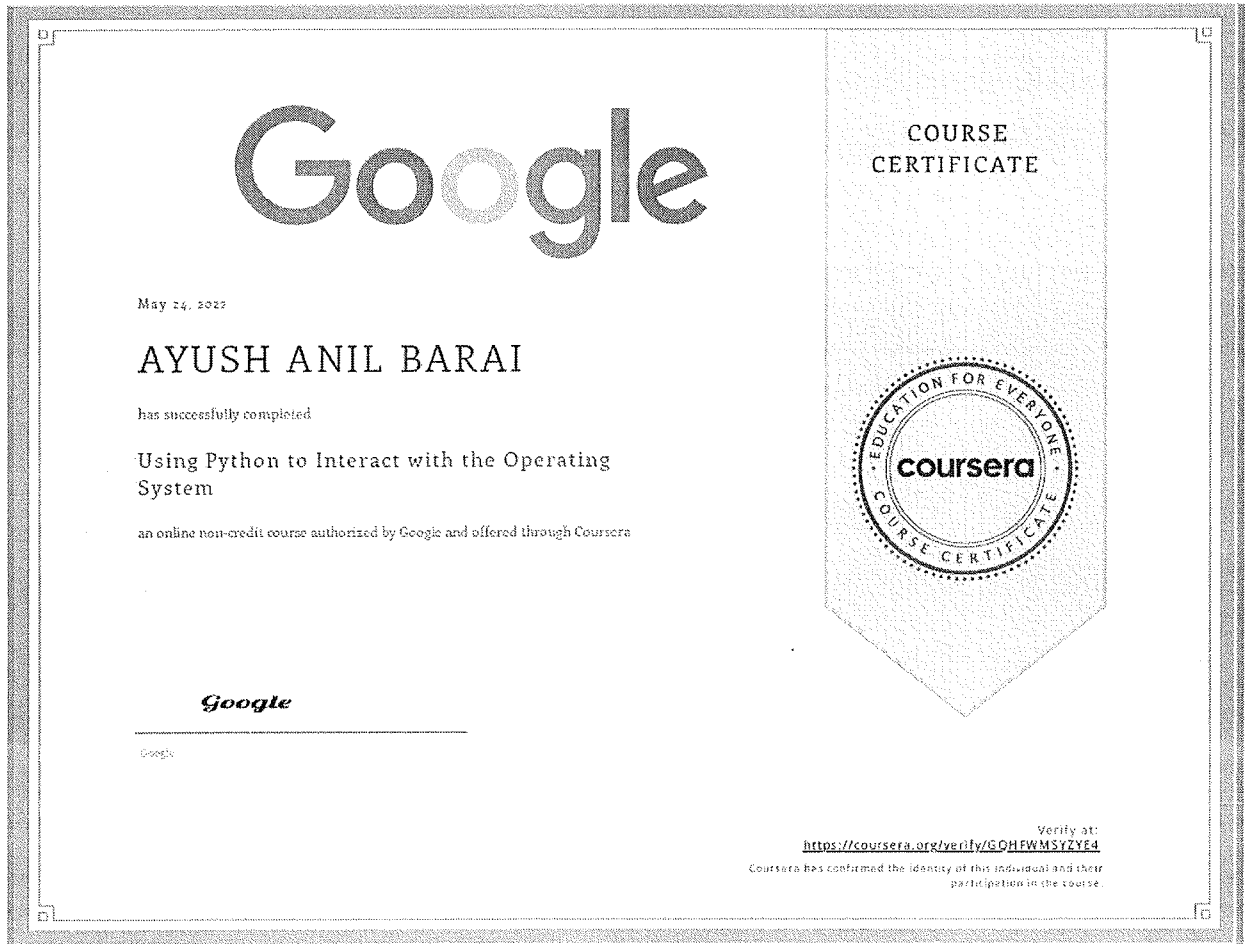 Google
COURSE
CERTIFICATE
May 24, 2022
AYUSH ANIL BARAI
has successfully completed
Using Python to Interact with the Operating
System
an online non-credit course authorized by Google and offered through Coursera
EDUCATION FOR EVERYONE
coursera
COURSE CERTIFICATE
Google
Google
Verify at:
https://coursera.org/verify/GQHFWMSYZYE4
Coursera has confirmed the identity of this individual and their
participation in the course.